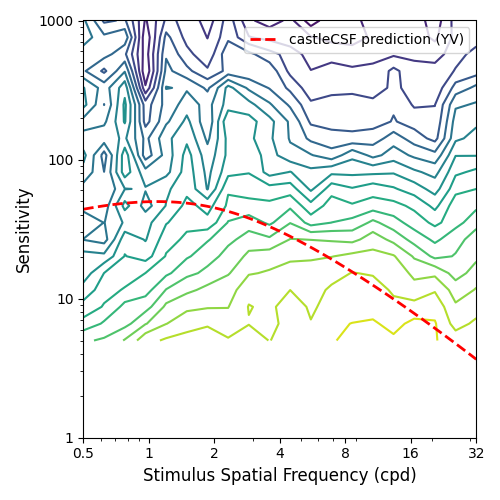 castleCSF prediction (YV)
Sensitivity
1000
100
10
1
0.5 1 2 4 8 16 32
Stimulus Spatial Frequency (cpd)